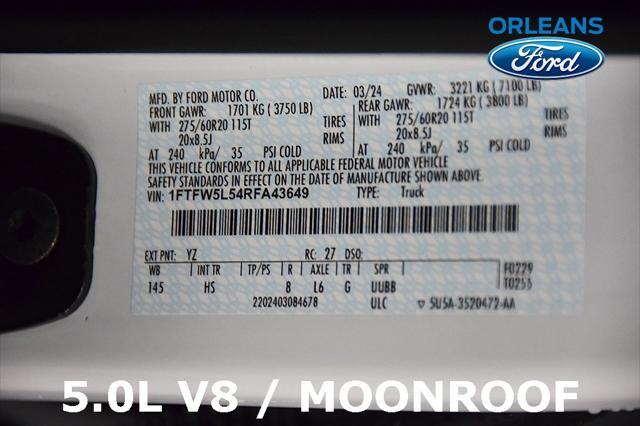 ORLEANS
Ford
MFD. BY FORD MOTOR CO.
DATE: 03/24 GVWR: 3221 KG ( 7100 LB)
FRONT GAWR: 1701 KG ( 3750 LB) REAR GAWR: 1724 KG ( 3800 LB)
WITH 275/60R20 115T TIRES WITH 275/60R20 115T TIRES
20x8.5J RIMS 20x8.5J RIMS
AT 240 kPa/ 35 PSI COLD AT 240 kPa/ 35 PSI COLD
THIS VEHICLE CONFORMS TO ALL APPLICABLE FEDERAL MOTOR VEHICLE
SAFETY STANDARDS IN EFFECT ON THE DATE OF MANUFACTURE SHOWN ABOVE.
VIN: 1FTFW5L54RFA43649 TYPE: Truck
EXT PNT: YZ RC: 27 DSO:
WB INT TR TP/PS R AXLE TR SPR F0229
145 HS 8 L6 G UUBB T0255
2202403084678 ULC ▽ SU5A-3520472-AA
5.0L V8 / MOONROOF